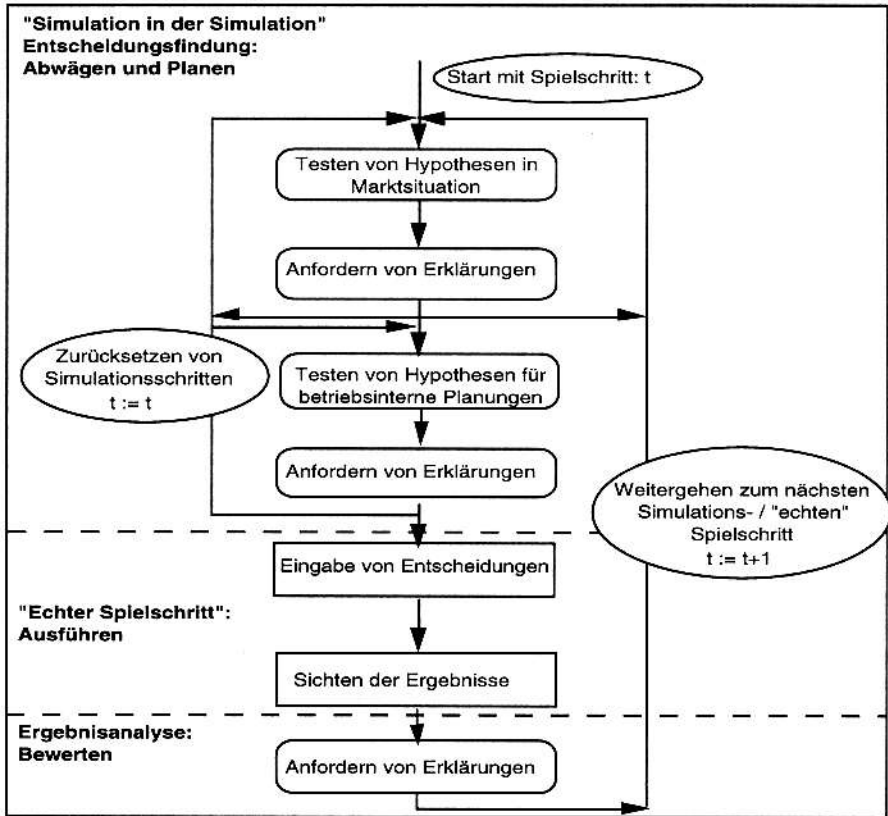 "Simulation in der Simulation"
Entscheidungsfindung:
Abwägen und Planen
Start mit Spielschritt: t
Testen von Hypothesen in
Marktsituation
Anfordern von Erklärungen
Zurücksetzen von
Simulationsschritten
t := t
Testen von Hypothesen für
betriebsinterne Planungen
Anfordern von Erklärungen
Weitergehen zum nächsten
Simulations- / "echten"
Spielschritt
t := t+1
Eingabe von Entscheidungen
"Echter Spielschritt":
Ausführen
Sichten der Ergebnisse
Ergebnisanalyse:
Bewerten
Anfordern von Erklärungen